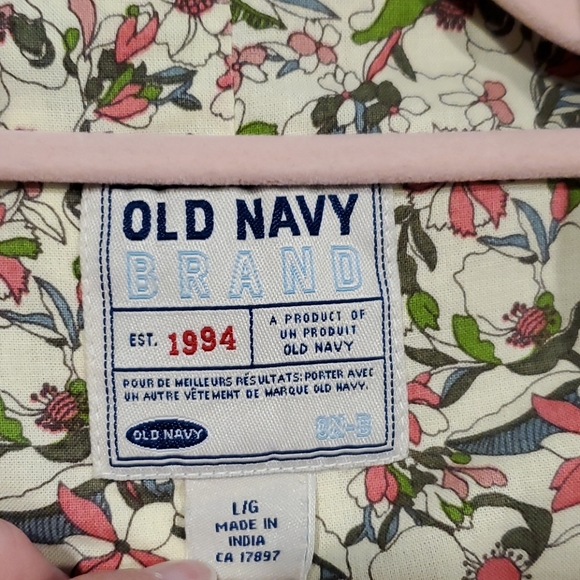 OLD NAVY
BRAND
EST. 1994
A PRODUCT OF
UN PRODUIT
OLD NAVY
POUR DE MEILLEURS RÉSULTATS: PORTER AVEC
UN AUTRE VÊTEMENT DE MARQUE OLD NAVY.
OLD NAVY
L/G
MADE IN
INDIA
CA 17897